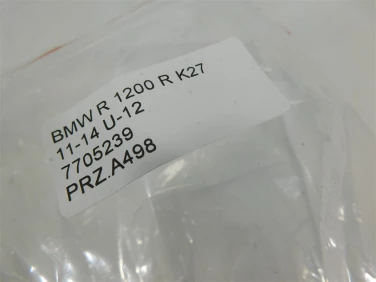 BMW R 1200 R K27
11-14 U-12
7705239
PRZ.A498